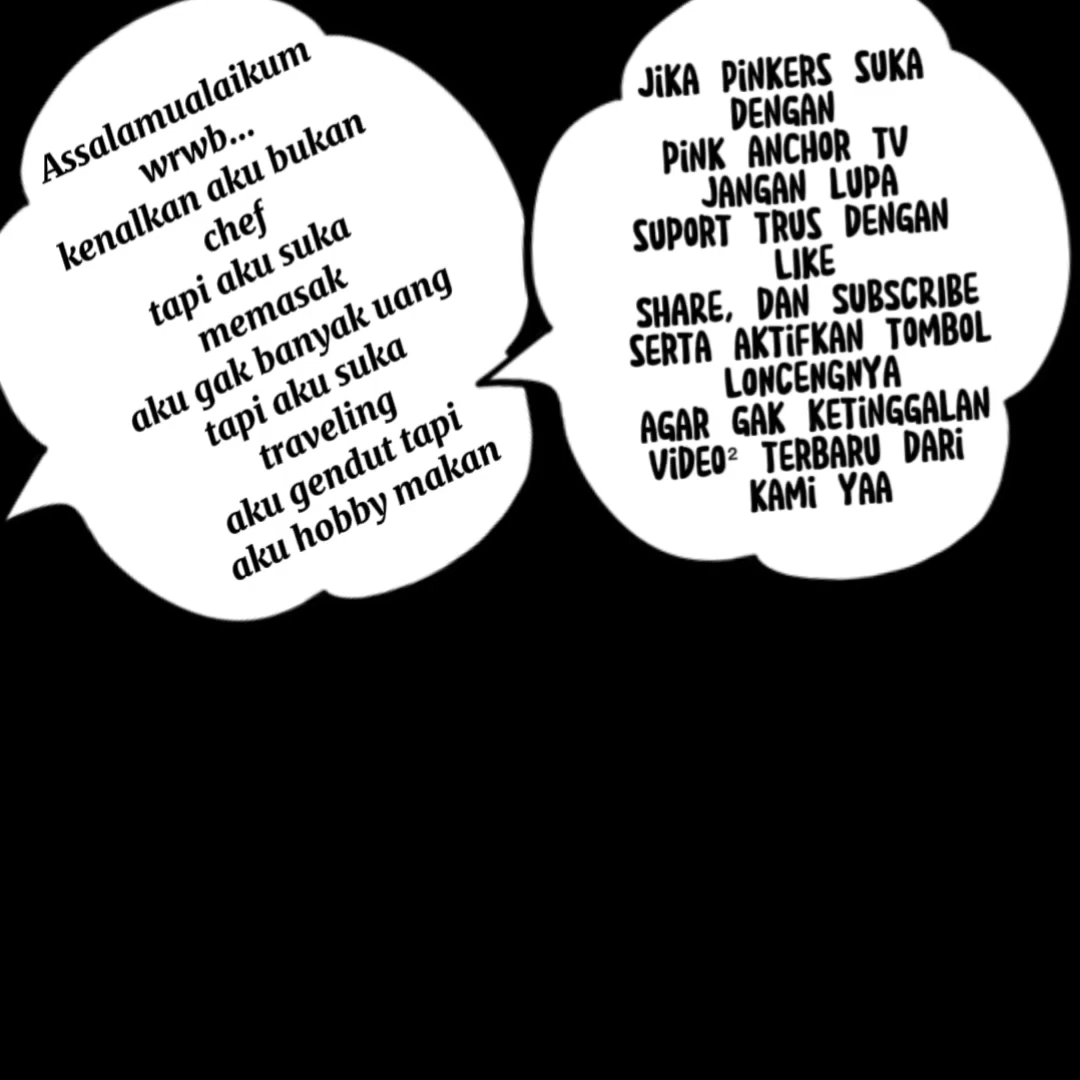 Assalamualaikum
wrwb...
kenalkan aku bukan
chef
tapi aku suka
memasak
aku gak banyak uang
tapi aku suka
traveling
aku gendut tapi
aku hobby makan
JiKA PiNKERS SUKA
DENGAN
PiNK ANCHOR TV
JANGAN LUPA
SUPORT TRUS DENGAN
LIKE
SHARE, DAN SUBSCRIBE
SERTA AKTiFKAN TOMBOL
LONCENGNYA
AGAR GAK KETiNGGALAN
ViDEO² TERBARU DARi
KAMi YAA